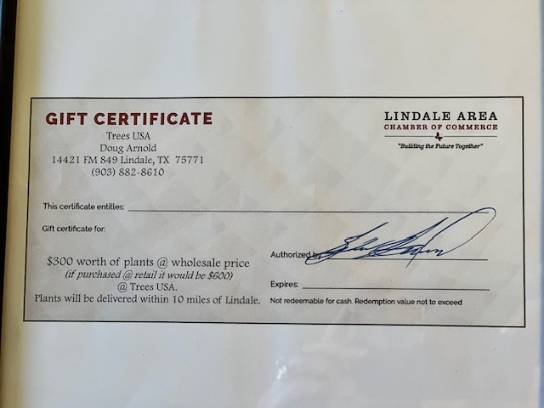 GIFT CERTIFICATE
Trees USA
Doug Arnold
14421 FM 849 Lindale, TX 75771
(903) 882-8610
LINDALE AREA
CHAMBER OF COMMERCE
"Building the Future Together"
This certificate entitles:
Gift certificate for:
$300 worth of plants @ wholesale price
(if purchased @ retail it would be $600)
@ Trees USA.
Plants will be delivered within 10 miles of Lindale.
Authorized by
Expires:
Not redeemable for cash. Redemption value not to exceed